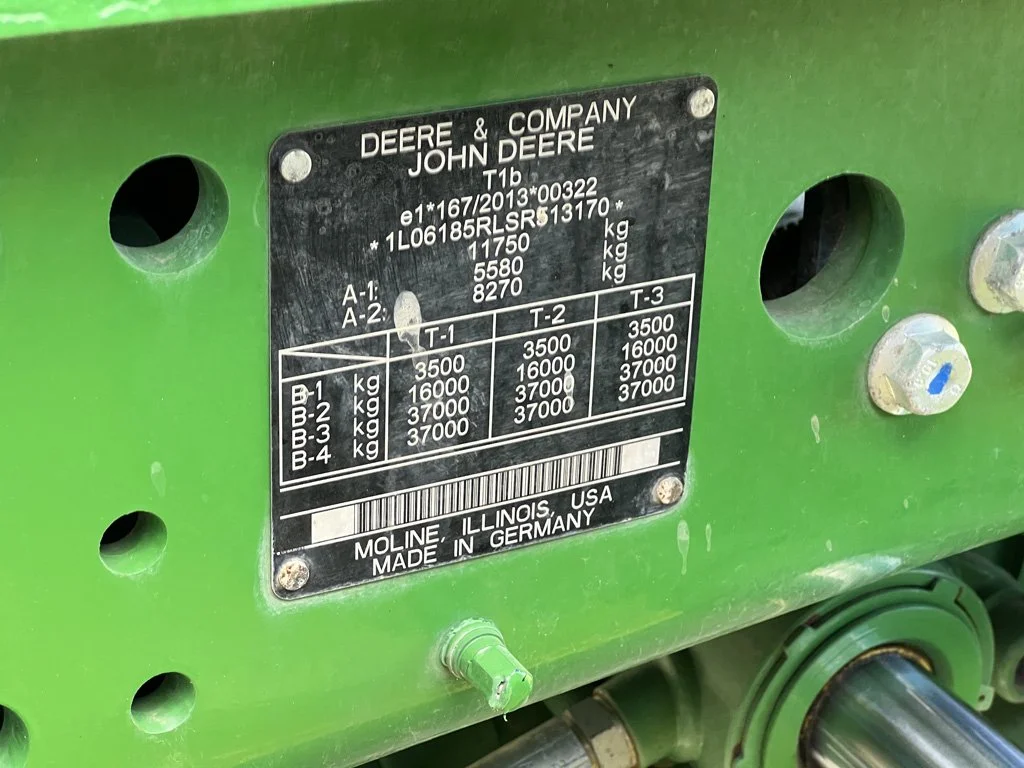 DEERE & COMPANY
JOHN DEERE
T1b
e1*167/2013*00322
*1L06185RLSR513170*
11750 kg
A-1: 5580 kg
A-2: 8270 kg
T-1 T-2 T-3
B-1 kg 3500 3500 3500
B-2 kg 16000 16000 16000
B-3 kg 37000 37000 37000
B-4 kg 37000 37000 37000
MOLINE, ILLINOIS, USA
MADE IN GERMANY